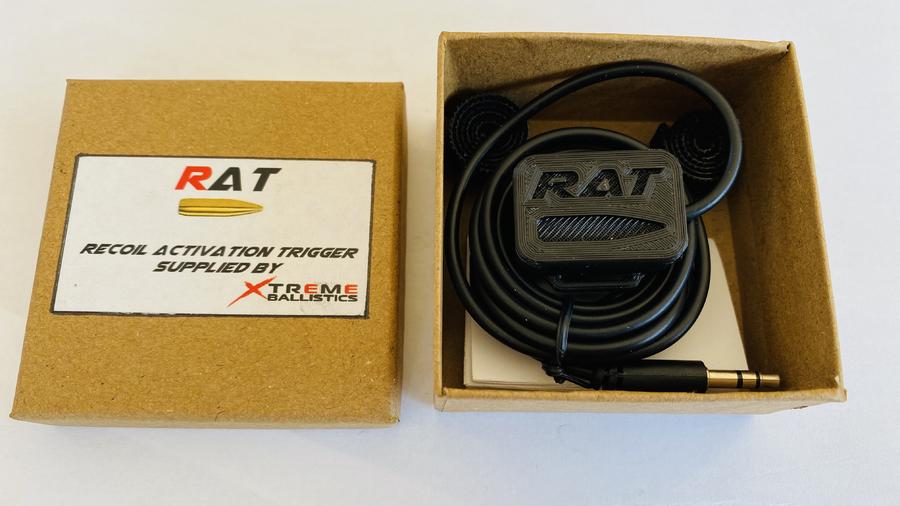 RAT
RECOIL ACTIVATION TRIGGER
SUPPLIED BY
XTREME
BALLISTICS
RAT